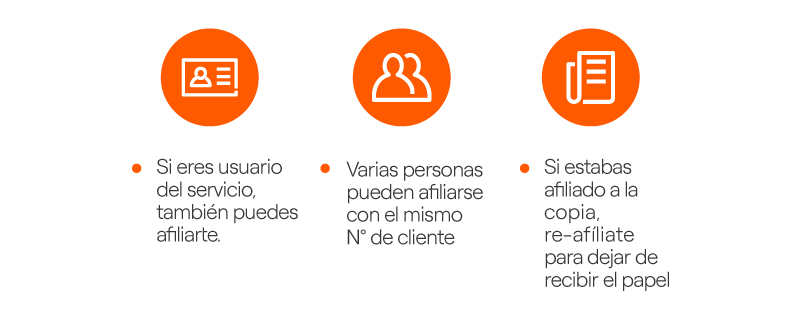 Si eres usuario
del servicio,
también puedes
afiliarte.
Varias personas
pueden afiliarse
con el mismo
N° de cliente
Si estabas
afiliado a la
copia,
re-afíliate
para dejar de
recibir el papel